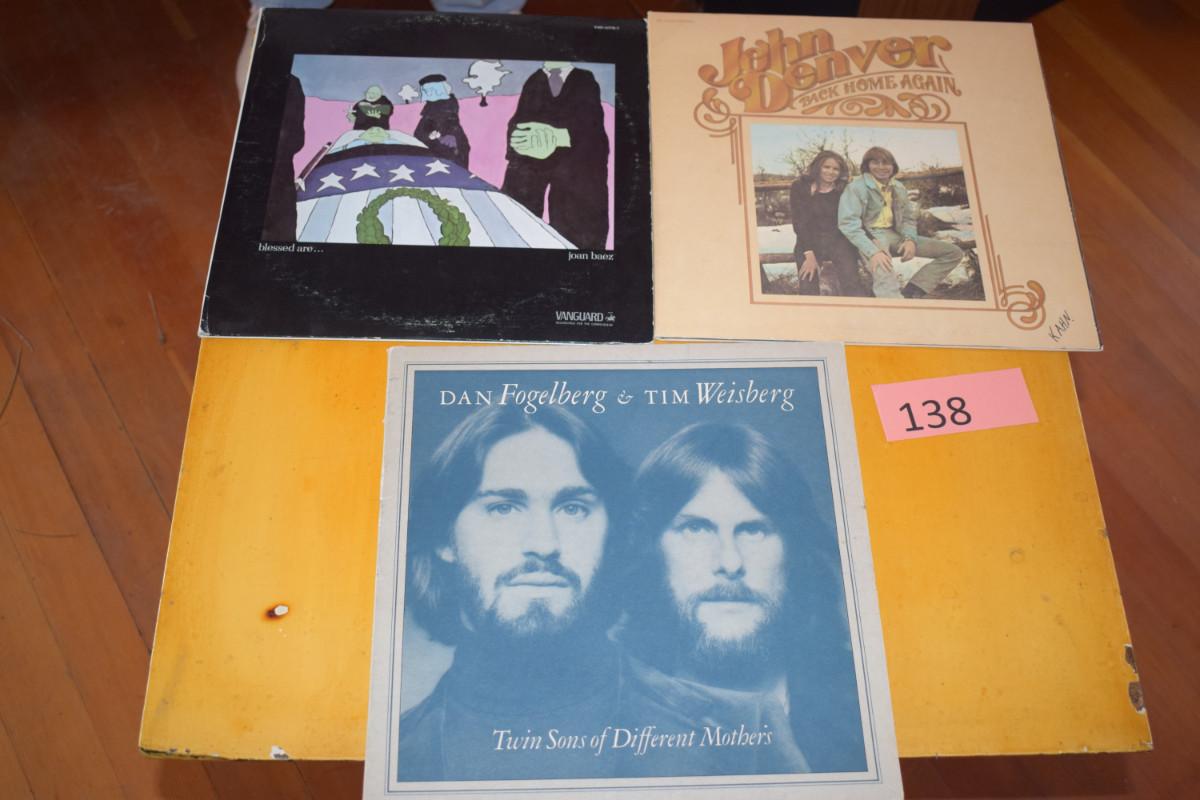 blessed are...
joan baez
VANGUARD
John
Denver
BACK HOME AGAIN
KAHN
138
DAN Fogelberg & TIM Weisberg
Twin Sons of Different Mothers